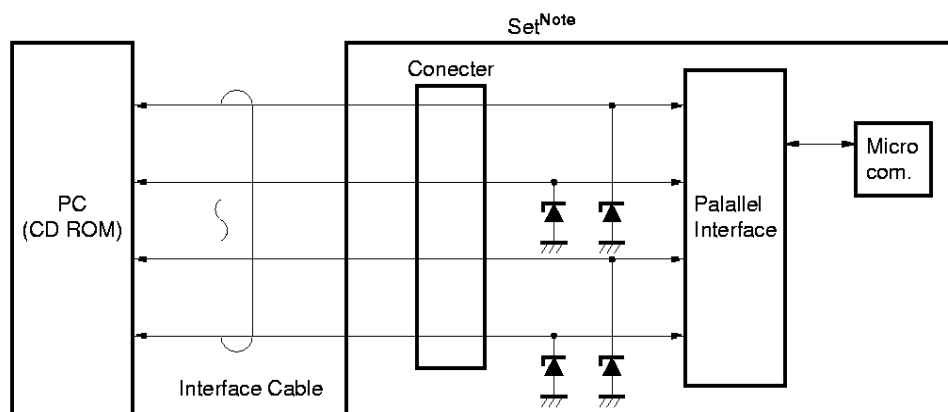 Set^Note
Conecter
PC
(CD ROM)
Palallel
Interface
Micro
com.
Interface Cable